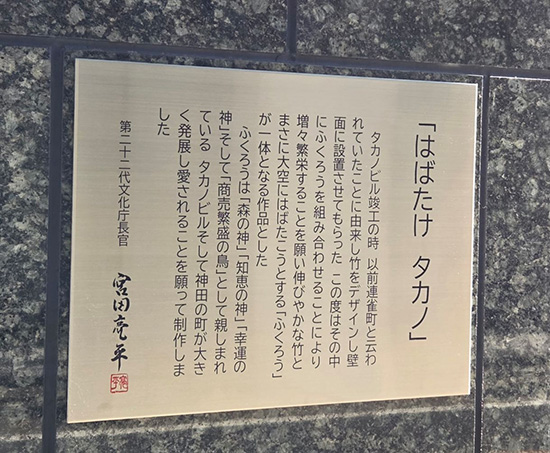 「はばたけ タカノ」
タカノビル竣工の時 以前連雀町と云わ
れていたことに由来し竹をデザインし壁
面に設置させてもらった この度はその中
にふくろうを組み合わせることにより
増々繁栄することを願い伸びやかな竹と
まさに大空にはばたこうとする「ふくろう」
が一体となる作品とした
ふくろうは「森の神」「知恵の神」「幸運の
神」そして「商売繁盛の鳥」として親しまれ
ている タカノビルそして神田の町が大き
く発展し愛されることを願って制作しま
した
第二十二代文化庁長官
宮田亮平